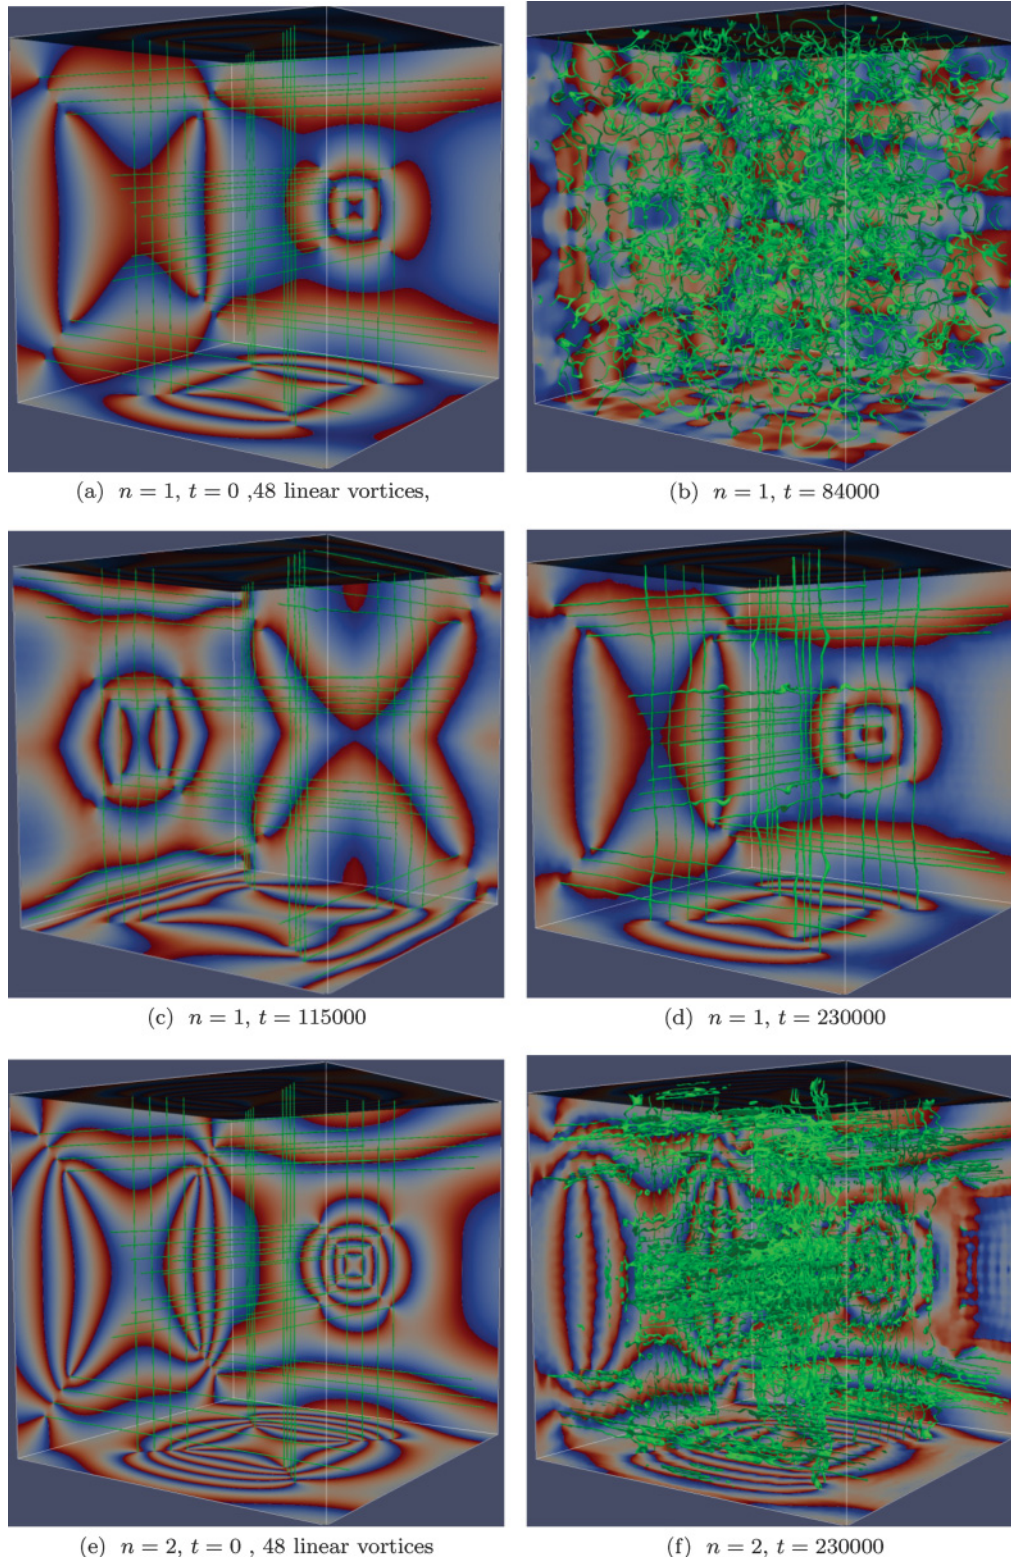 (a) n = 1, t = 0 ,48 linear vortices,
(b) n = 1, t = 84000
(c) n = 1, t = 115000
(d) n = 1, t = 230000
(e) n = 2, t = 0 , 48 linear vortices
(f) n = 2, t = 230000